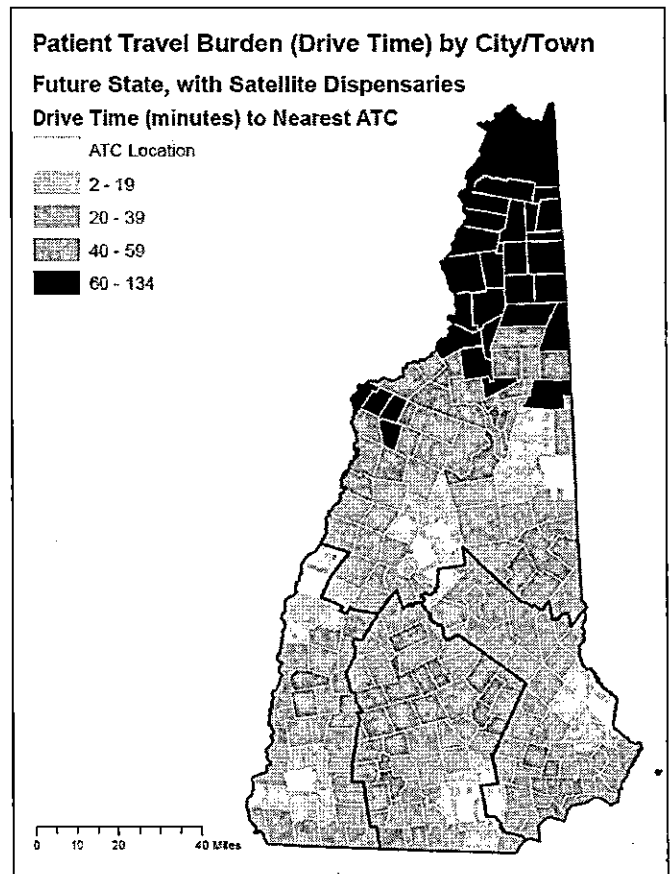 Patient Travel Burden (Drive Time) by City/Town
Future State, with Satellite Dispensaries
Drive Time (minutes) to Nearest ATC
ATC Location
2 - 19
20 - 39
40 - 59
60 - 134
0 10 20 40 Miles